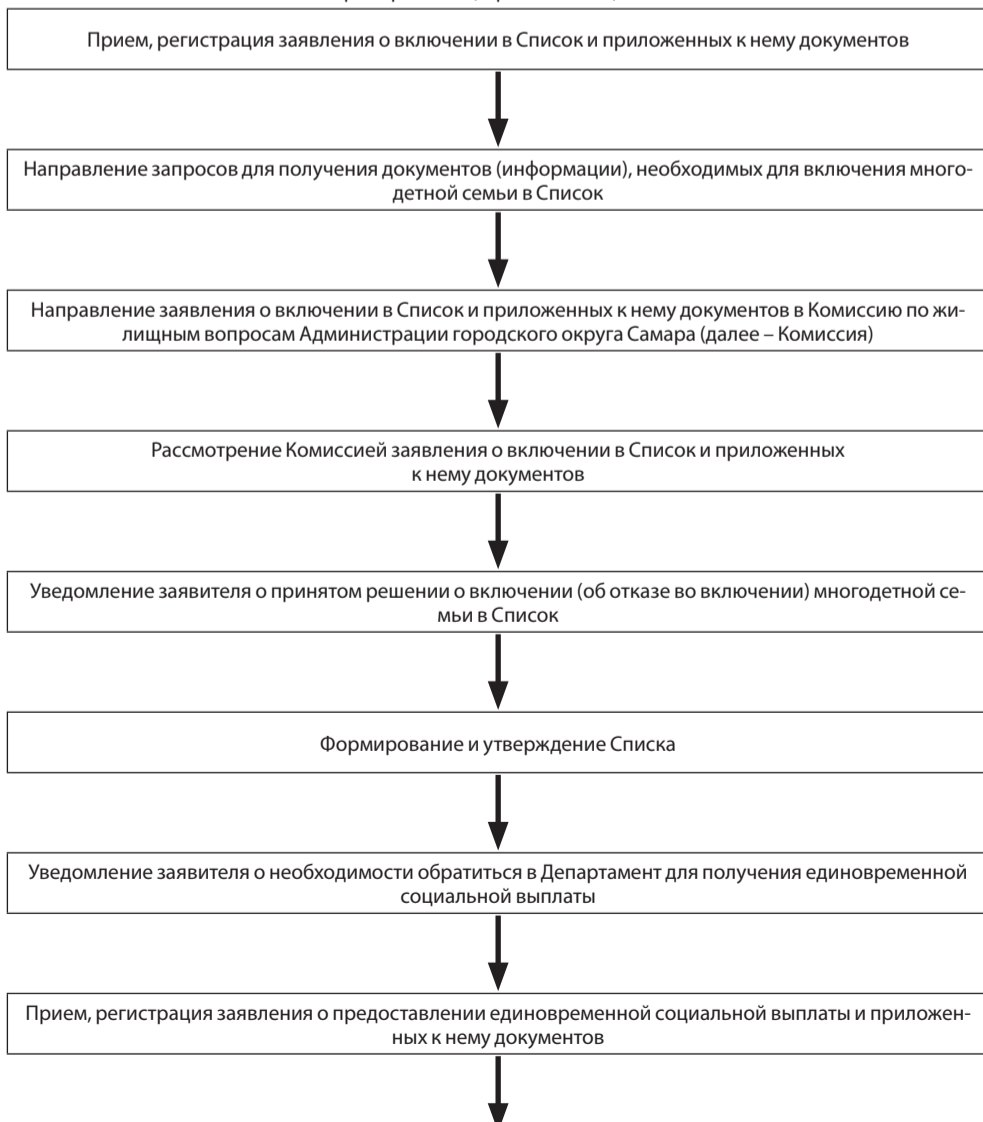 Прием, регистрация заявления о включении в Список и приложенных к нему документов
Направление запросов для получения документов (информации), необходимых для включения много-
детной семьи в Список
Направление заявления о включении в Список и приложенных к нему документов в Комиссию по жи-
лищным вопросам Администрации городского округа Самара (далее – Комиссия)
Рассмотрение Комиссией заявления о включении в Список и приложенных
к нему документов
Уведомление заявителя о принятом решении о включении (об отказе во включении) многодетной се-
мьи в Список
Формирование и утверждение Списка
Уведомление заявителя о необходимости обратиться в Департамент для получения единовременной
социальной выплаты
Прием, регистрация заявления о предоставлении единовременной социальной выплаты и приложен-
ных к нему документов